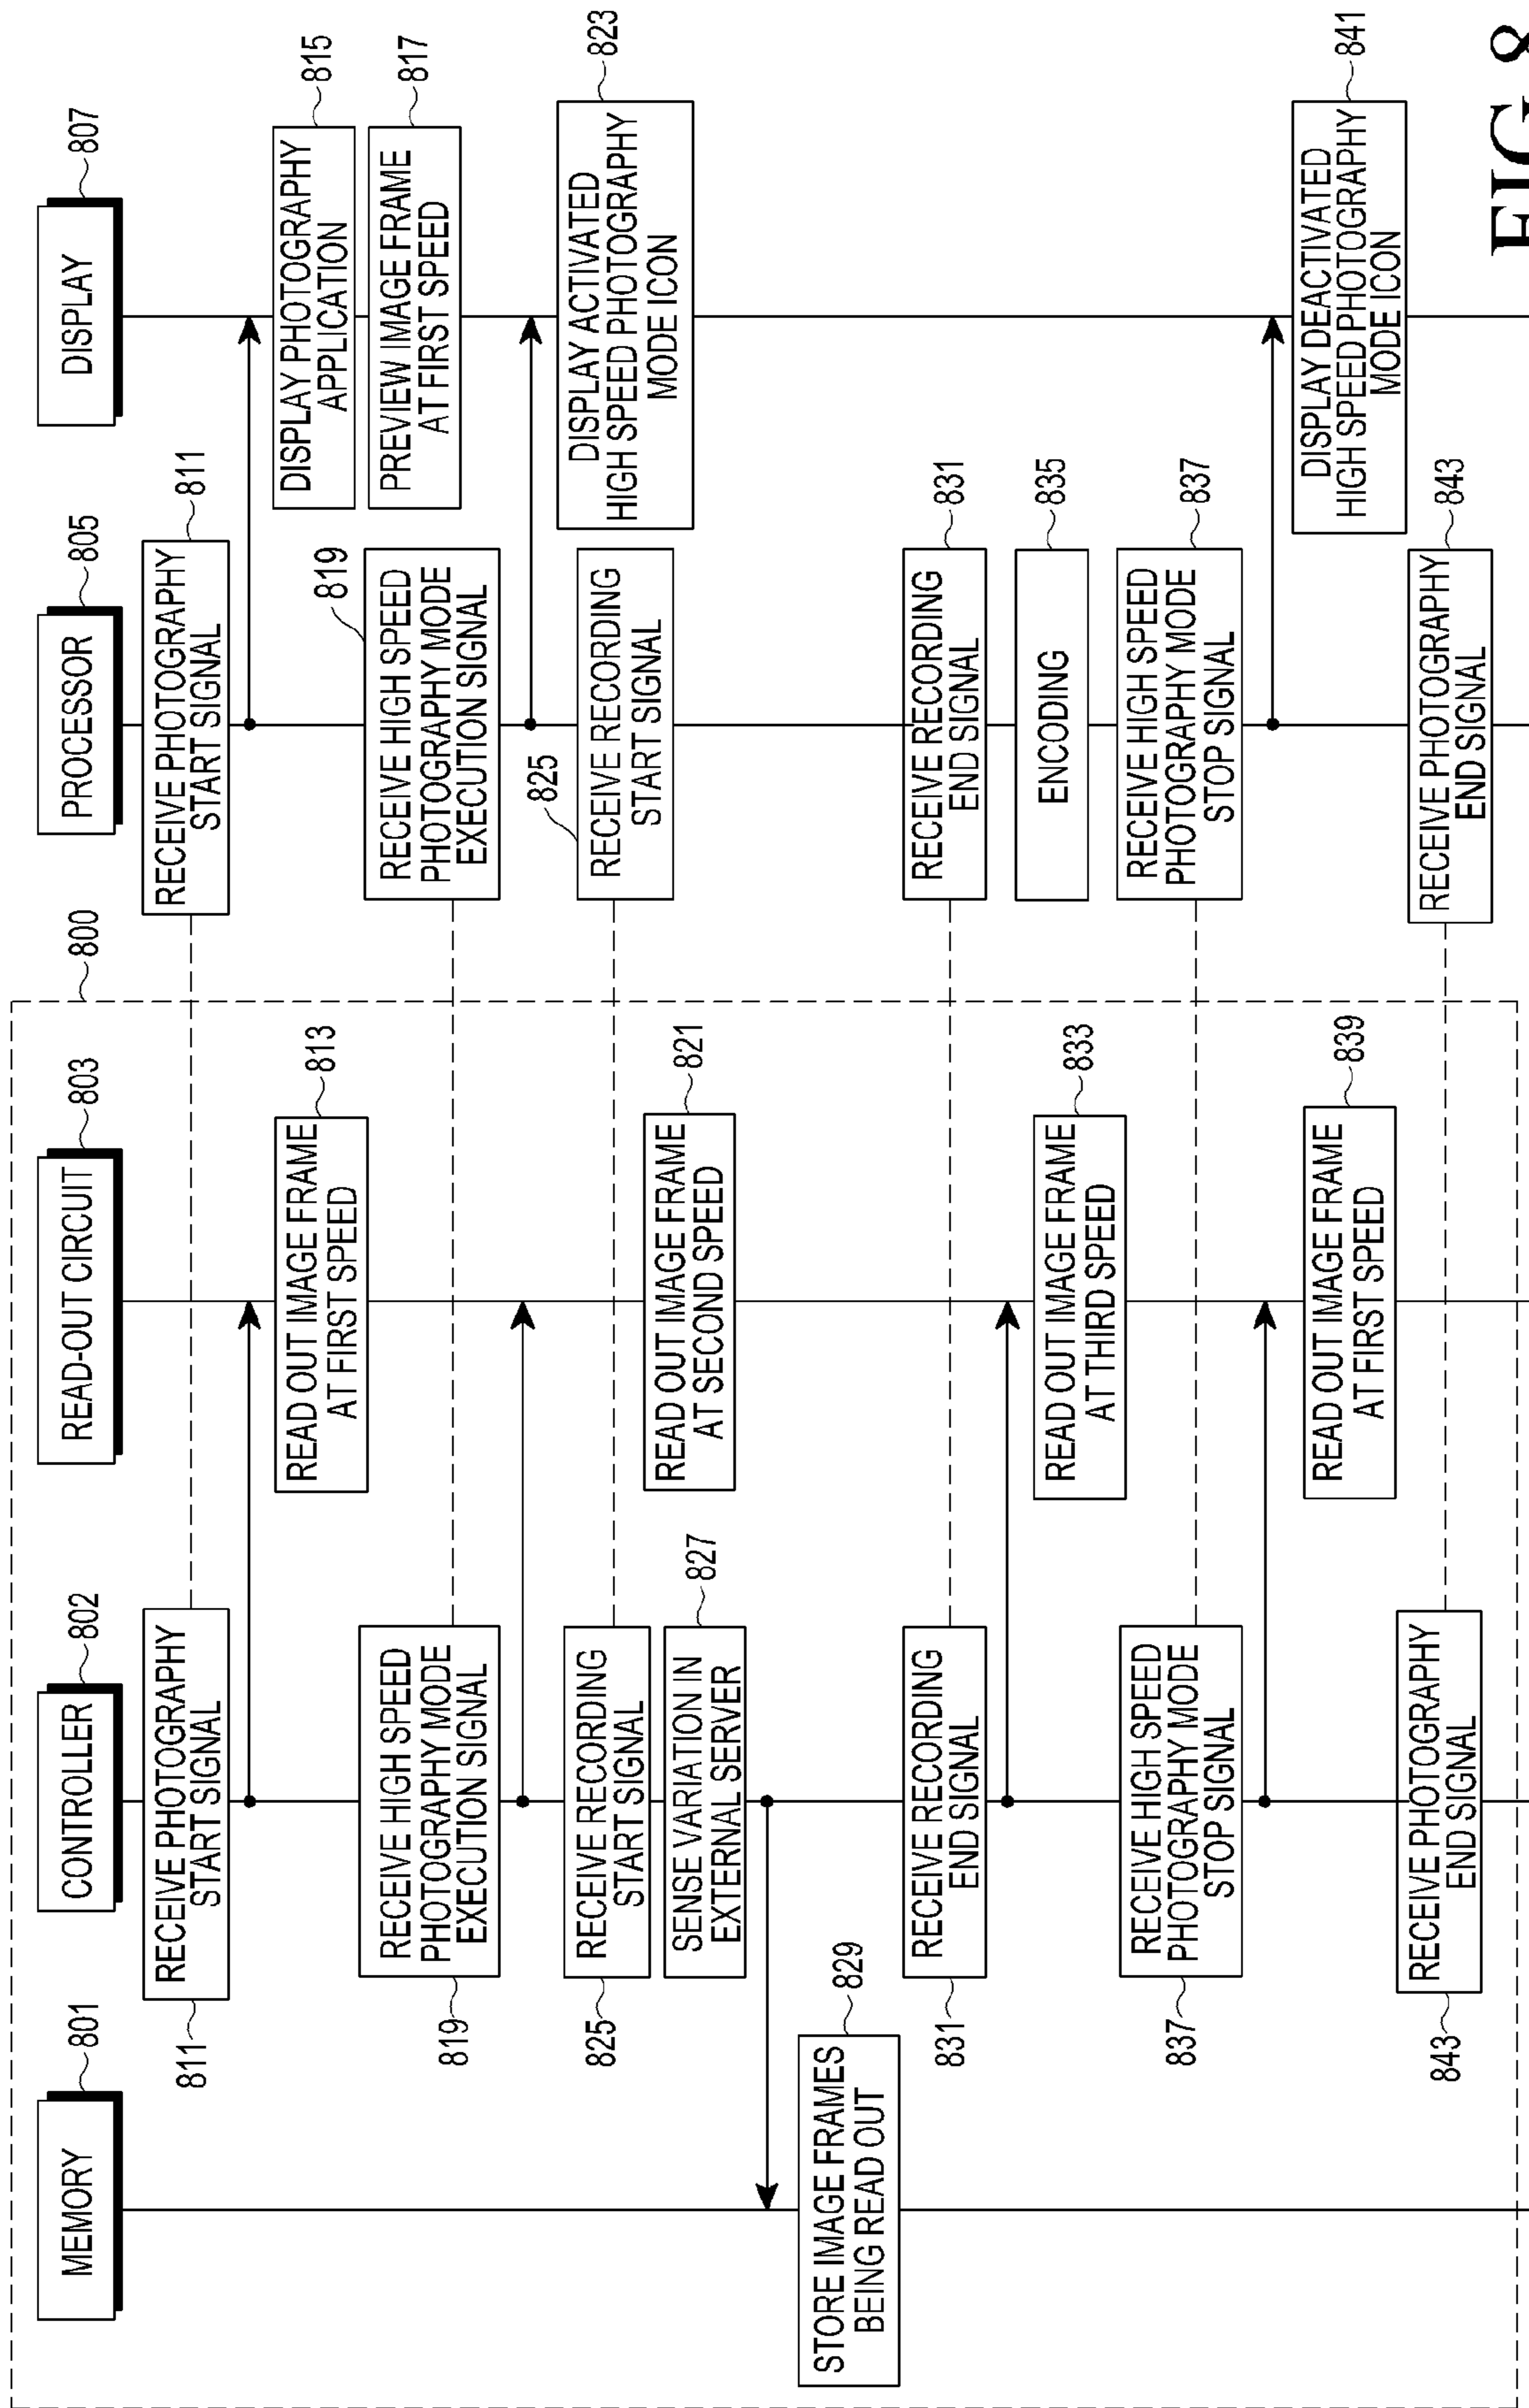 800
MEMORY
801
CONTROLLER
802
READ-OUT CIRCUIT
803
PROCESSOR
805
DISPLAY
807
811
RECEIVE PHOTOGRAPHY
START SIGNAL
RECEIVE PHOTOGRAPHY
START SIGNAL
811
READ OUT IMAGE FRAME
AT FIRST SPEED
813
DISPLAY PHOTOGRAPHY
APPLICATION
815
PREVIEW IMAGE FRAME
AT FIRST SPEED
817
819
RECEIVE HIGH SPEED
PHOTOGRAPHY MODE
EXECUTION SIGNAL
RECEIVE HIGH SPEED
PHOTOGRAPHY MODE
EXECUTION SIGNAL
819
DISPLAY ACTIVATED
HIGH SPEED PHOTOGRAPHY
MODE ICON
823
825
RECEIVE RECORDING
START SIGNAL
825
RECEIVE RECORDING
START SIGNAL
READ OUT IMAGE FRAME
AT SECOND SPEED
821
SENSE VARIATION IN
EXTERNAL SERVER
827
STORE IMAGE FRAMES
BEING READ OUT
829
831
RECEIVE RECORDING
END SIGNAL
RECEIVE RECORDING
END SIGNAL
831
READ OUT IMAGE FRAME
AT THIRD SPEED
833
ENCODING
835
837
RECEIVE HIGH SPEED
PHOTOGRAPHY MODE
STOP SIGNAL
RECEIVE HIGH SPEED
PHOTOGRAPHY MODE
STOP SIGNAL
837
READ OUT IMAGE FRAME
AT FIRST SPEED
839
DISPLAY DEACTIVATED
HIGH SPEED PHOTOGRAPHY
MODE ICON
841
843
RECEIVE PHOTOGRAPHY
END SIGNAL
RECEIVE PHOTOGRAPHY
END SIGNAL
843
FIG.8